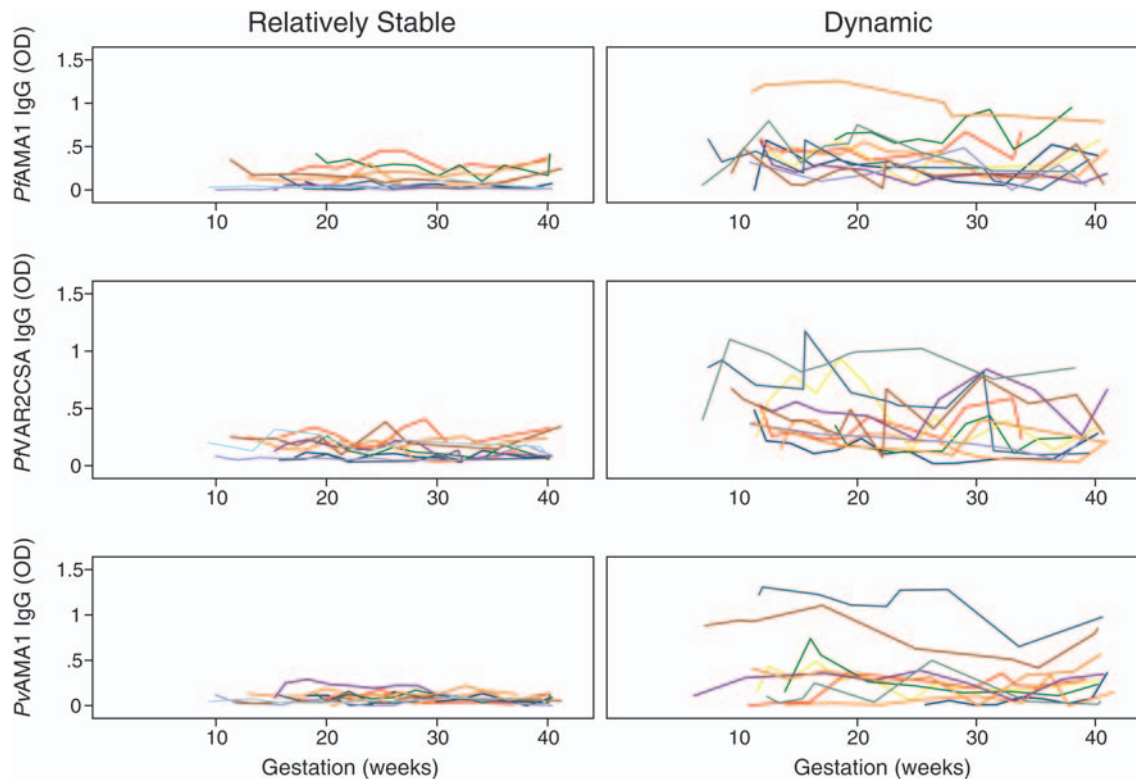 Relatively Stable
Dynamic
PfAMA1 IgG (OD)
1.5
1
.5
0
10 20 30 40
10 20 30 40
PfVAR2CSA IgG (OD)
1.5
1
.5
0
10 20 30 40
10 20 30 40
PvAMA1 IgG (OD)
1.5
1
.5
0
10 20 30 40
10 20 30 40
Gestation (weeks)
Gestation (weeks)